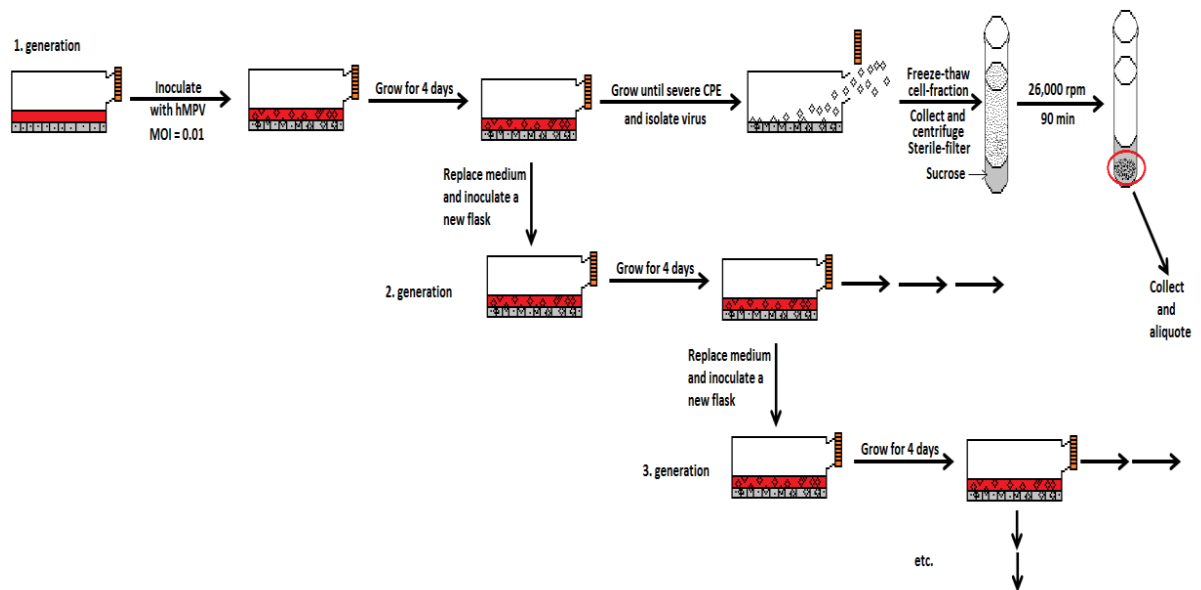 1. generation
Inoculate
with hMPV
MOI = 0.01
Grow for 4 days
Grow until severe CPE
and isolate virus
Freeze-thaw
cell-fraction
Collect and
centrifuge
Sterile-filter
Sucrose
26,000 rpm
90 min
Replace medium
and inoculate a
new flask
2. generation
Grow for 4 days
Collect
and
aliquote
Replace medium
and inoculate a
new flask
3. generation
Grow for 4 days
etc.